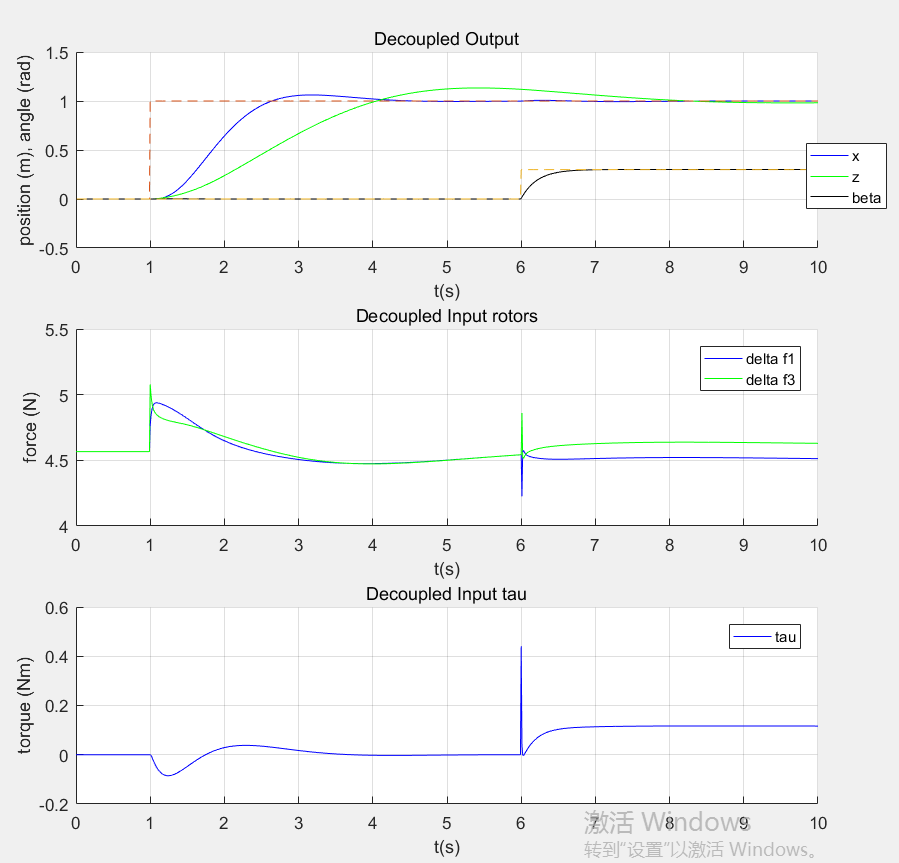 Decoupled Output
position (m), angle (rad)
1.5
1
0.5
0
-0.5
0 1 2 3 4 5 6 7 8 9 10
t(s)
x
z
beta
Decoupled Input rotors
force (N)
5.5
5
4.5
4
0 1 2 3 4 5 6 7 8 9 10
t(s)
delta f1
delta f3
Decoupled Input tau
torque (Nm)
0.6
0.4
0.2
0
-0.2
0 1 2 3 4 5 6 7 8 9 10
t(s)
tau
激活 Windows
转到“设置”以激活 Windows。